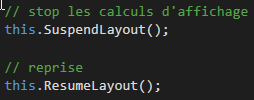 // stop les calculs d'affichage
this.SuspendLayout();
// reprise
this.ResumeLayout();